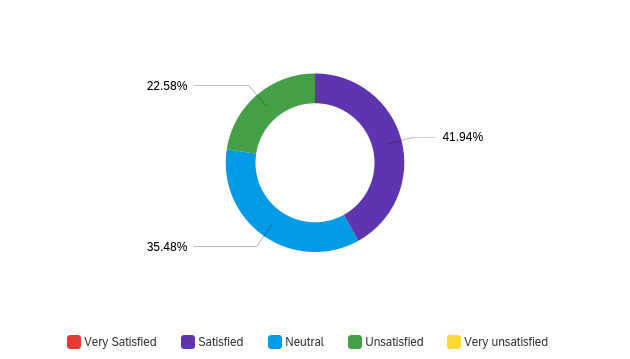 22.58%
41.94%
35.48%
Very Satisfied Satisfied Neutral Unsatisfied Very unsatisfied